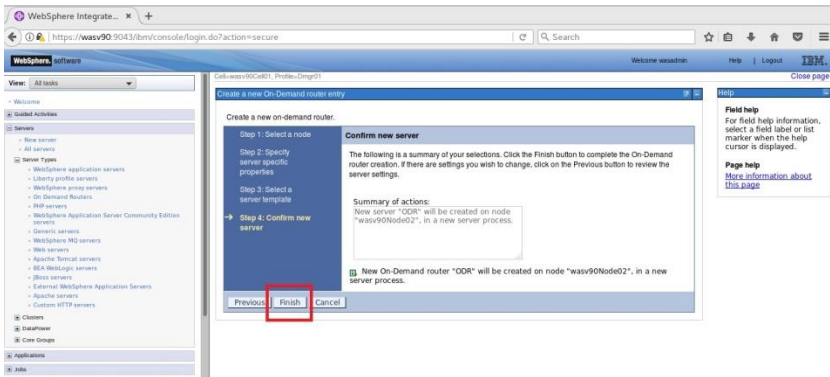 WebSphere Integrate...
https://wasv90:9043/ibm/console/login.do?action=secure
Search
WebSphere. software
Welcome wasadmin
Help | Logout
IBM.
View: All tasks
Cell=wasv90Cell01, Profile=Dmgr01
Close page
Welcome
Guided Activities
Servers
New server
All servers
Server Types
WebSphere application servers
Liberty profile servers
WebSphere proxy servers
On Demand Routers
PHP servers
WebSphere Application Server Community Edition
servers
Generic servers
WebSphere MQ servers
Web servers
Apache Tomcat servers
BEA WebLogic servers
JBoss servers
External WebSphere Application Servers
Apache servers
Custom HTTP servers
Clusters
DataPower
Core Groups
Applications
Jobs
Create a new On-Demand router entry
Create a new on-demand router.
Step 1: Select a node
Step 2: Specify
server specific
properties
Step 3: Select a
server template
Step 4: Confirm new
server
Confirm new server
The following is a summary of your selections. Click the Finish button to complete the On-Demand
router creation. If there are settings you wish to change, click on the Previous button to review the
server settings.
Summary of actions:
New server "ODR" will be created on node
"wasv90Node02", in a new server process.
New On-Demand router "ODR" will be created on node "wasv90Node02", in a new
server process.
Previous Finish Cancel
Help
Field help
For field help information,
select a field label or list
marker when the help
cursor is displayed.
Page help
More information about
this page